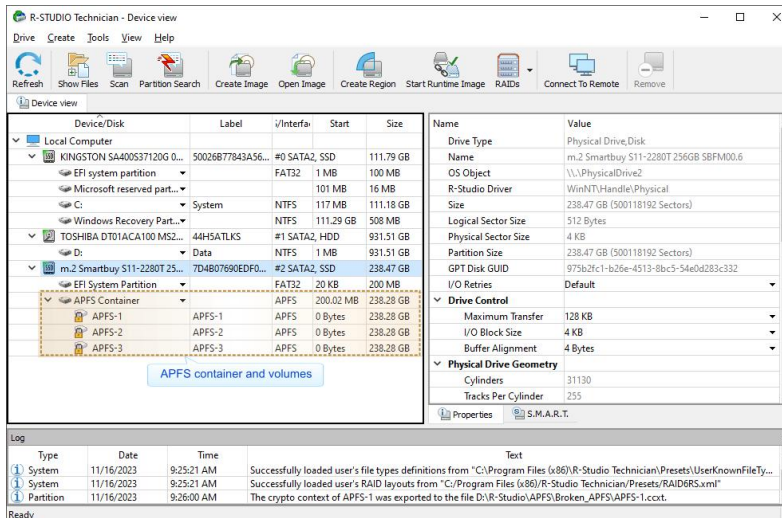 R-STUDIO Technician - Device view
Drive Create Tools View Help
Refresh Show Files Scan Partition Search Create Image Open Image Create Region Start Runtime Image RAIDs Connect To Remote Remove
Device view
Device/Disk Label /Interfa Start Size
Local Computer
KINGSTON SA400S37120G 0... 50026B77843A56... #0 SATA2, SSD 111.79 GB
EFI system partition FAT32 1 MB 100 MB
Microsoft reserved part... 101 MB 16 MB
C: System NTFS 117 MB 111.18 GB
Windows Recovery Part... NTFS 111.29 GB 508 MB
TOSHIBA DT01ACA100 MS2... 44H5ATLKS #1 SATA2, HDD 931.51 GB
D: Data NTFS 1 MB 931.51 GB
m.2 Smartbuy S11-2280T 25... 7D4B07690EDF0... #2 SATA2, SSD 238.47 GB
EFI System Partition FAT32 20 KB 200 MB
APFS Container APFS 200.02 MB 238.28 GB
APFS-1 APFS-1 APFS 0 Bytes 238.28 GB
APFS-2 APFS-2 APFS 0 Bytes 238.28 GB
APFS-3 APFS-3 APFS 0 Bytes 238.28 GB
APFS container and volumes
Name Value
Drive Type Physical Drive,Disk
Name m.2 Smartbuy S11-2280T 256GB SBFM00.6
OS Object \\.\PhysicalDrive2
R-Studio Driver WinNT\Handle\Physical
Size 238.47 GB (500118192 Sectors)
Logical Sector Size 512 Bytes
Physical Sector Size 4 KB
Partition Size 238.47 GB (500118192 Sectors)
GPT Disk GUID 975b2fc1-b26e-4513-8bc5-54e0d283c332
I/O Retries Default
Drive Control
Maximum Transfer 128 KB
I/O Block Size 4 KB
Buffer Alignment 4 Bytes
Physical Drive Geometry
Cylinders 31130
Tracks Per Cylinder 255
Properties S.M.A.R.T.
Log
Type Date Time Text
System 11/16/2023 9:25:21 AM Successfully loaded user's file types definitions from "C:\Program Files (x86)\R-Studio Technician\Presets\UserKnownFileTy...
System 11/16/2023 9:25:21 AM Successfully loaded user's RAID layouts from "C:/Program Files (x86)/R-Studio Technician/Presets/RAID6RS.xml"
Partition 11/16/2023 9:26:00 AM The crypto context of APFS-1 was exported to the file D:\R-Studio\APFS\Broken_APFS\APFS-1.ccxt.
Ready